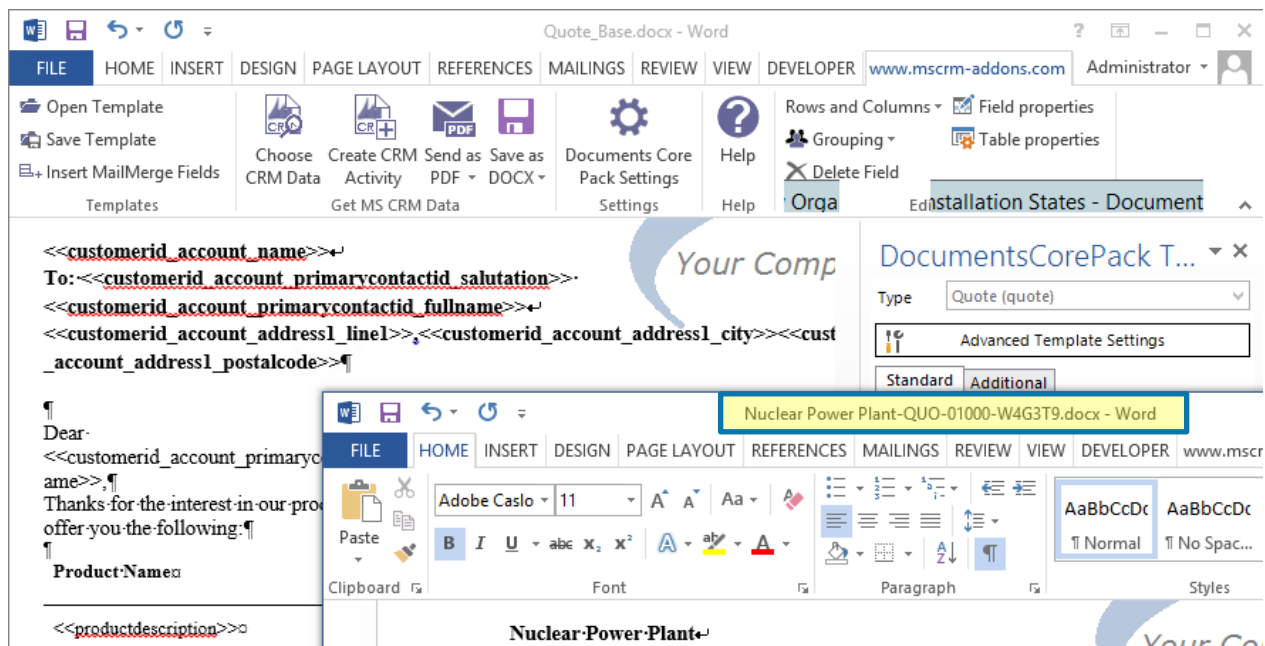 Quote_Base.docx - Word
FILE HOME INSERT DESIGN PAGE LAYOUT REFERENCES MAILINGS REVIEW VIEW DEVELOPER www.mscrm-addons.com Administrator
Open Template
Save Template
Insert MailMerge Fields
Templates
Choose CRM Data
Create CRM Activity
Send as PDF
Save as DOCX
Get MS CRM Data
Documents Core Pack Settings
Settings
Help
Help
Rows and Columns
Field properties
Grouping
Table properties
Delete Field
Orga
Edi
nstallation States - Document
<<customerid_account_name>>↵
To:·<<customerid_account_primarycontactid_salutation>>·
<<customerid_account_primarycontactid_fullname>>↵
<<customerid_account_address1_line1>>,<<customerid_account_address1_city>><<cust
_account_address1_postalcode>>¶
Your Comp
¶
Dear·
<<customerid_account_primaryc
ame>>,¶
Thanks·for·the·interest·in·our·pro
offer·you·the·following:¶
¶
Product·Name¤
<<productdescription>>¤
DocumentsCorePack T...
Type Quote (quote)
Advanced Template Settings
Standard Additional
Nuclear Power Plant-QUO-01000-W4G3T9.docx - Word
FILE HOME INSERT DESIGN PAGE LAYOUT REFERENCES MAILINGS REVIEW VIEW DEVELOPER www.mscr
Paste
Clipboard
Adobe Caslo 11 A A Aa
B I U abc X₂ X² A aby A
Font
Paragraph
AaBbCcDc AaBbCcDc
¶ Normal ¶ No Spac...
Styles
Nuclear·Power·Plant↵
Your Co